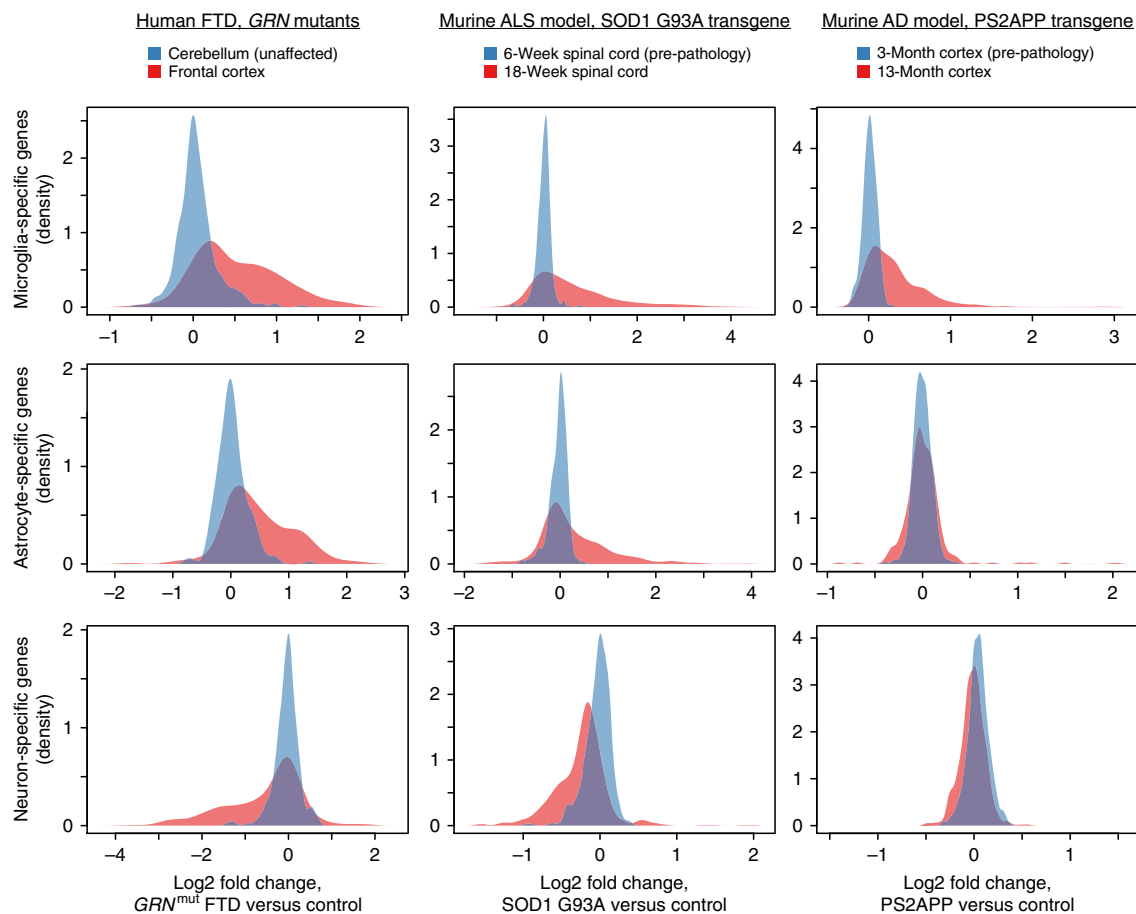 Human FTD, GRN mutants
Cerebellum (unaffected)
Frontal cortex
Murine ALS model, SOD1 G93A transgene
6-Week spinal cord (pre-pathology)
18-Week spinal cord
Murine AD model, PS2APP transgene
3-Month cortex (pre-pathology)
13-Month cortex
Microglia-specific genes
(density)
2
1
0
−1 0 1 2
3
2
1
0
0 2 4
4
2
0
0 1 2 3
Astrocyte-specific genes
(density)
2
1
0
−2 −1 0 1 2 3
2
1
0
−2 0 2 4
4
3
2
1
0
−1 0 1 2
Neuron-specific genes
(density)
2
1
0
−4 −2 0 2
3
2
1
0
−1 0 1 2
4
3
2
1
0
−1 0 1
Log2 fold change,
GRNmut FTD versus control
Log2 fold change,
SOD1 G93A versus control
Log2 fold change,
PS2APP versus control